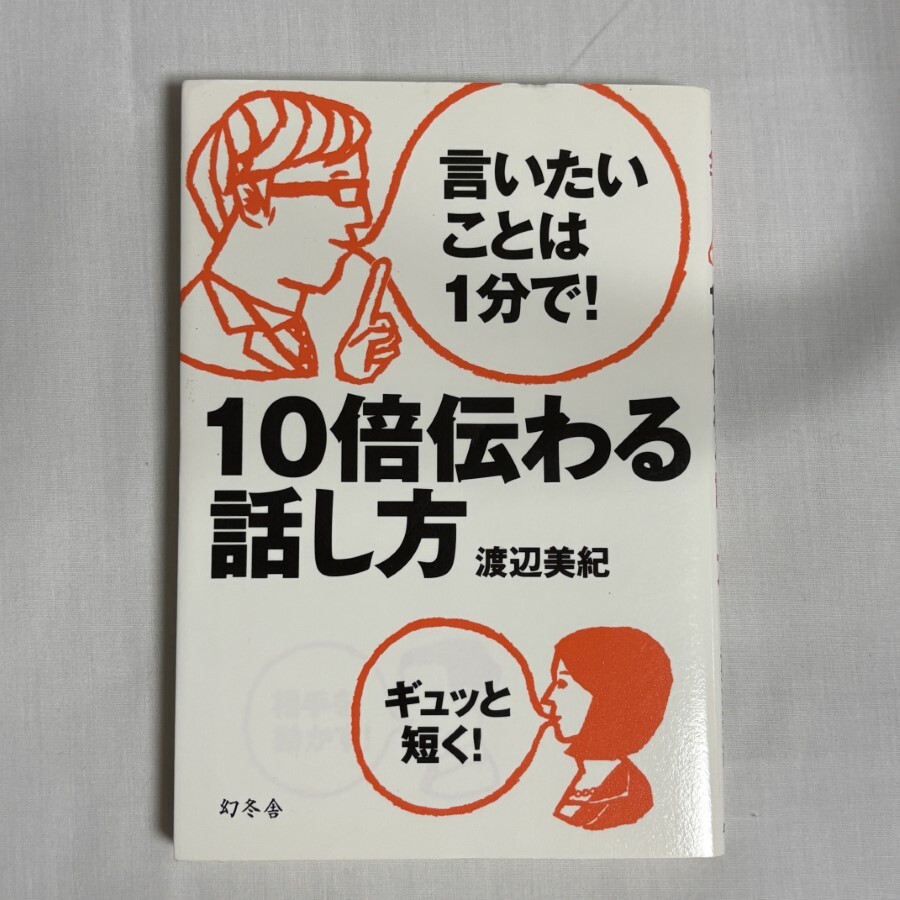 言いたい
ことは
1分で!
10倍伝わる
話し方
渡辺美紀
ギュッと
短く!
幻冬舎